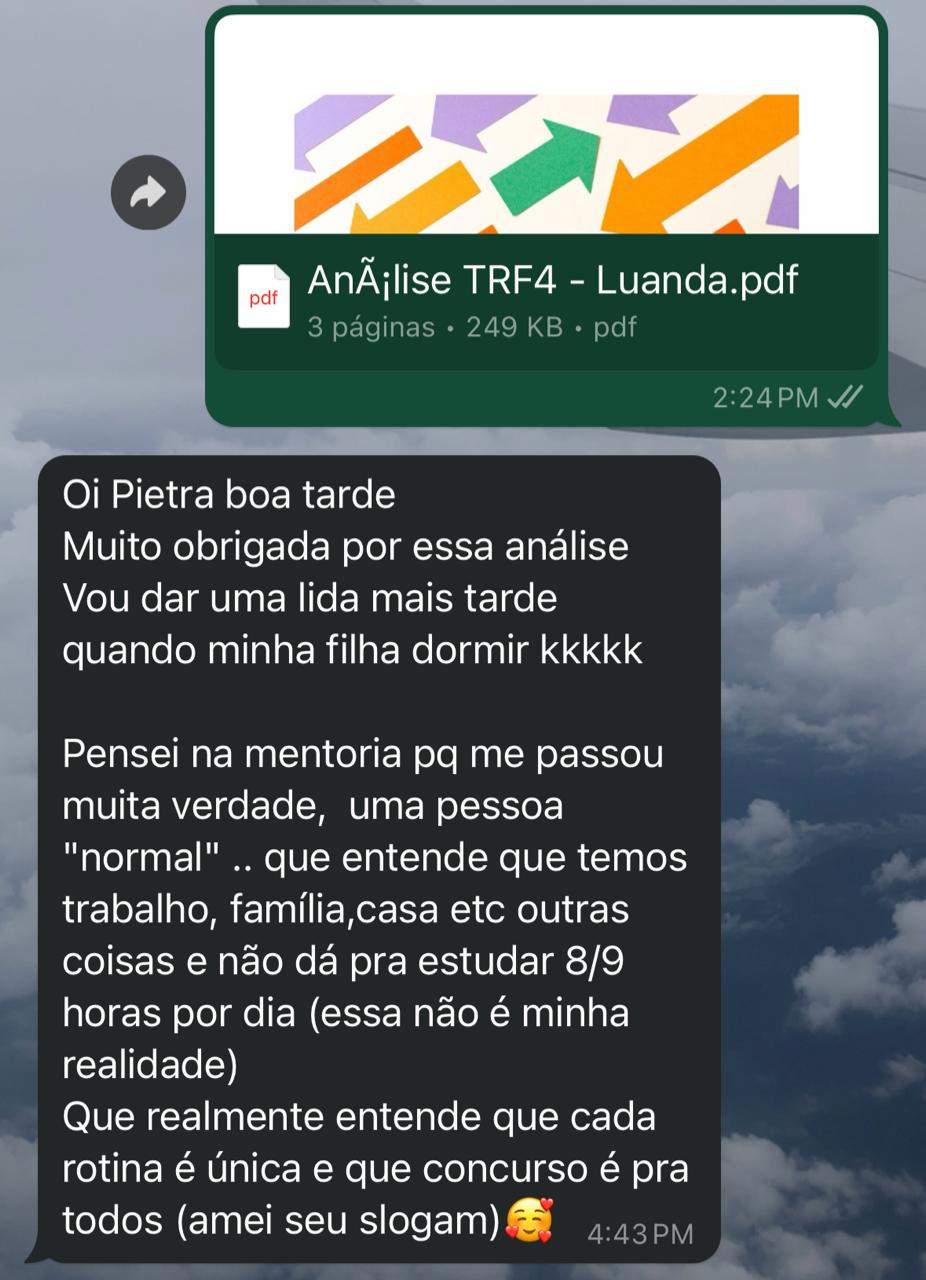 AnÃ¡lise TRF4 - Luanda.pdf
pdf
3 páginas • 249 KB • pdf
2:24 PM
Oi Pietra boa tarde
Muito obrigada por essa análise
Vou dar uma lida mais tarde
quando minha filha dormir kkkkk
Pensei na mentoria pq me passou
muita verdade,  uma pessoa
"normal" .. que entende que temos
trabalho, família,casa etc outras
coisas e não dá pra estudar 8/9
horas por dia (essa não é minha
realidade)
Que realmente entende que cada
rotina é única e que concurso é pra
todos (amei seu slogam)🥰
4:43 PM